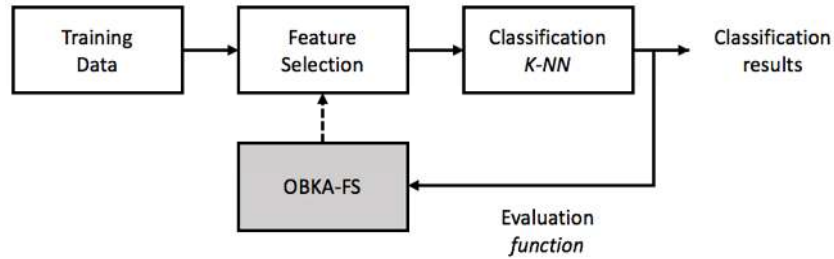 Training
Data
Feature
Selection
Classification
K-NN
Classification
results
OBKA-FS
Evaluation
function